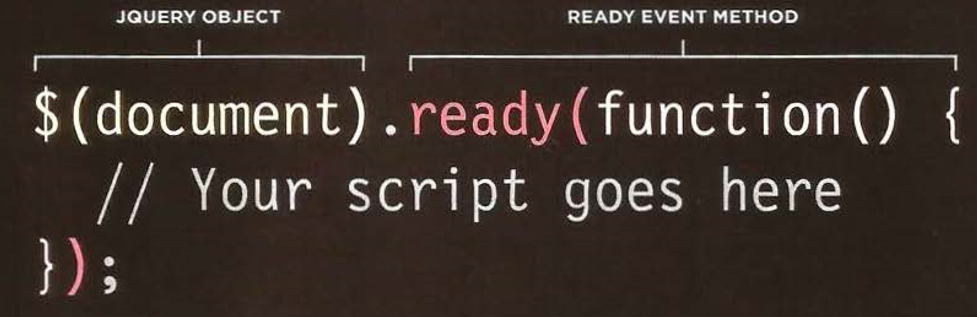 JQUERY OBJECT READY EVENT METHOD
$(document).ready(function() {
// Your script goes here
});